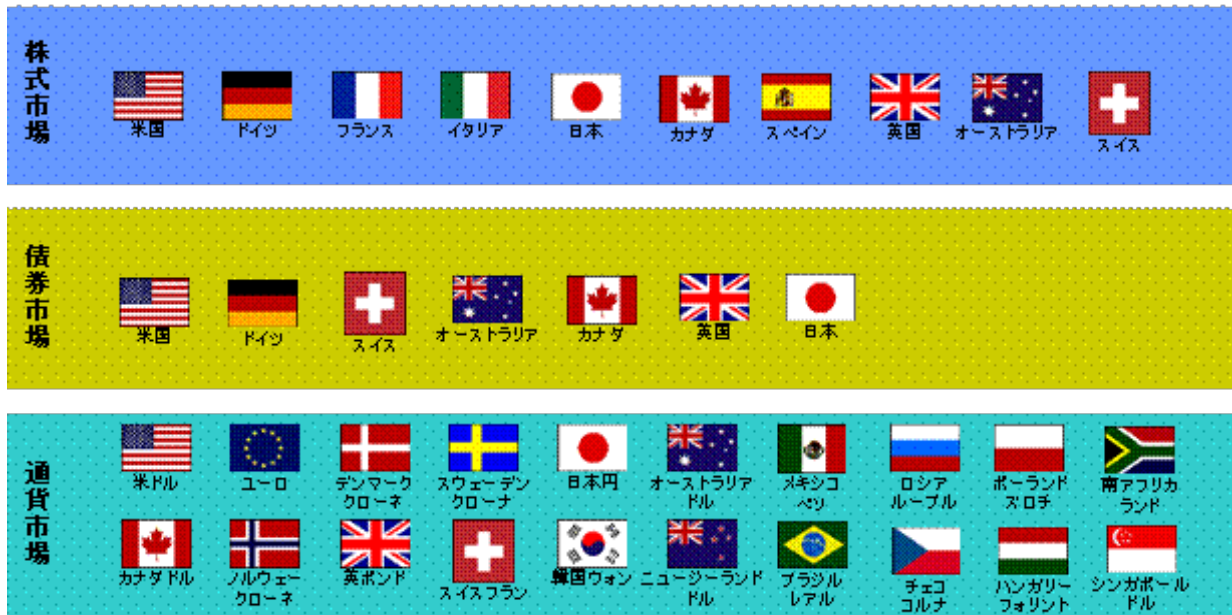 株式市場
米国 ドイツ フランス イタリア 日本 カナダ スペイン 英国 オーストラリア スイス
債券市場
米国 ドイツ スイス オーストラリア カナダ 英国 日本
通貨市場
米ドル ユーロ デンマーク スウェーデン 日本円 オーストラリア メキシコ ロシア ポーランド 南アフリカ
クローネ クローナ ドル ペソ ルーブル ズロチ ランド
カナダドル ノルウェー 英ポンド スイスフラン 韓国ウォン ニュージーランド ブラジル チェコ ハンガリー シンガポール
クローネ ドル レアル コルナ フォリント ドル